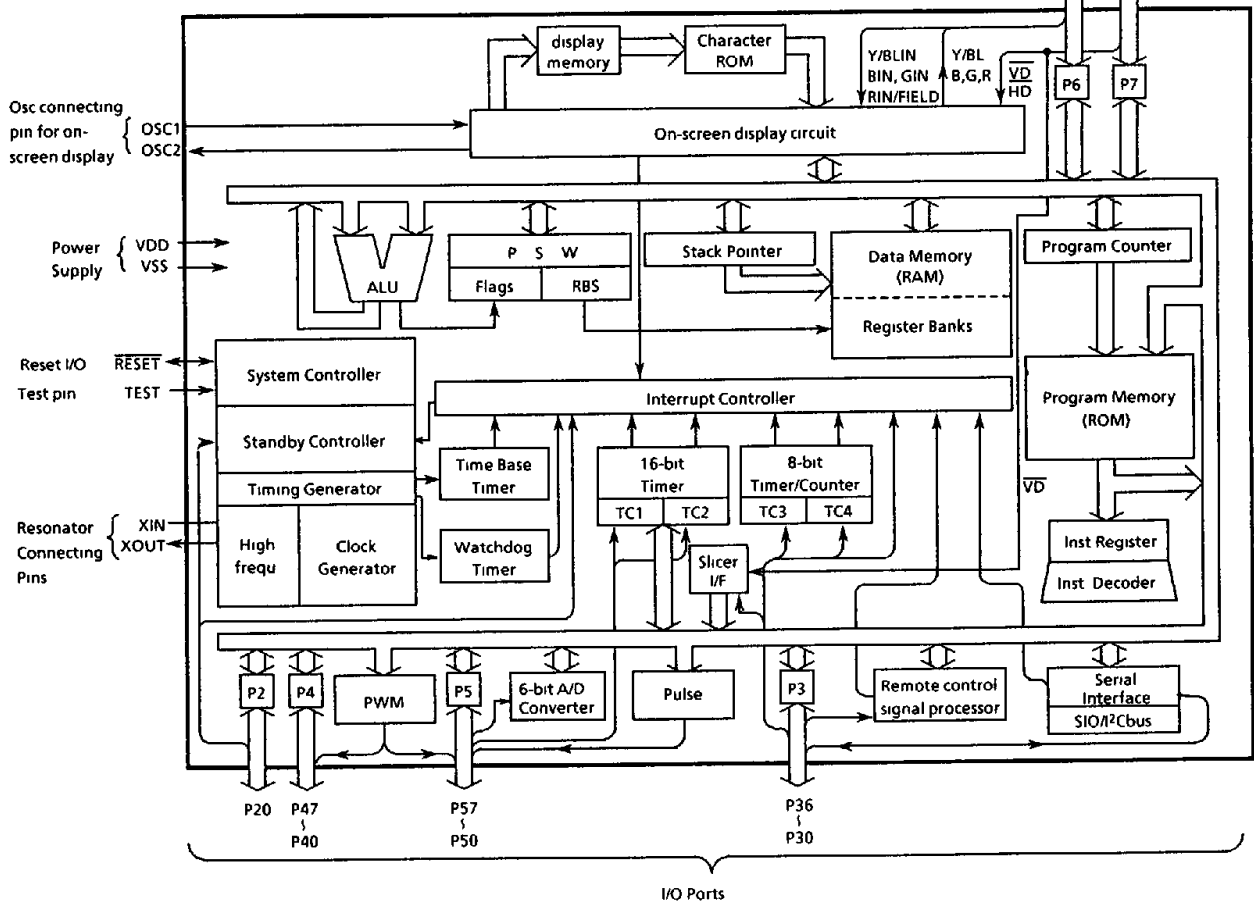 display
memory
Character
ROM
Y/BLIN
BIN, GIN
RIN/FIELD
Y/BL
B,G,R
VD
HD
P6
P7
Osc connecting
pin for on-
screen display
OSC1
OSC2
On-screen display circuit
Power
Supply
VDD
VSS
ALU
P S W
Flags
RBS
Stack Pointer
Data Memory
(RAM)
Register Banks
Program Counter
Reset I/O
RESET
Test pin
TEST
System Controller
Standby Controller
Timing Generator
High
frequ
Clock
Generator
Interrupt Controller
Time Base
Timer
Watchdog
Timer
16-bit
Timer
TC1
TC2
8-bit
Timer/Counter
TC3
TC4
Slicer
I/F
VD
Program Memory
(ROM)
Inst Register
Inst Decoder
Resonator
Connecting
Pins
XIN
XOUT
P2
P4
PWM
P5
6-bit A/D
Converter
Pulse
P3
Remote control
signal processor
Serial
Interface
SIO/I²Cbus
P20
P47
~
P40
P57
~
P50
P36
~
P30
I/O Ports